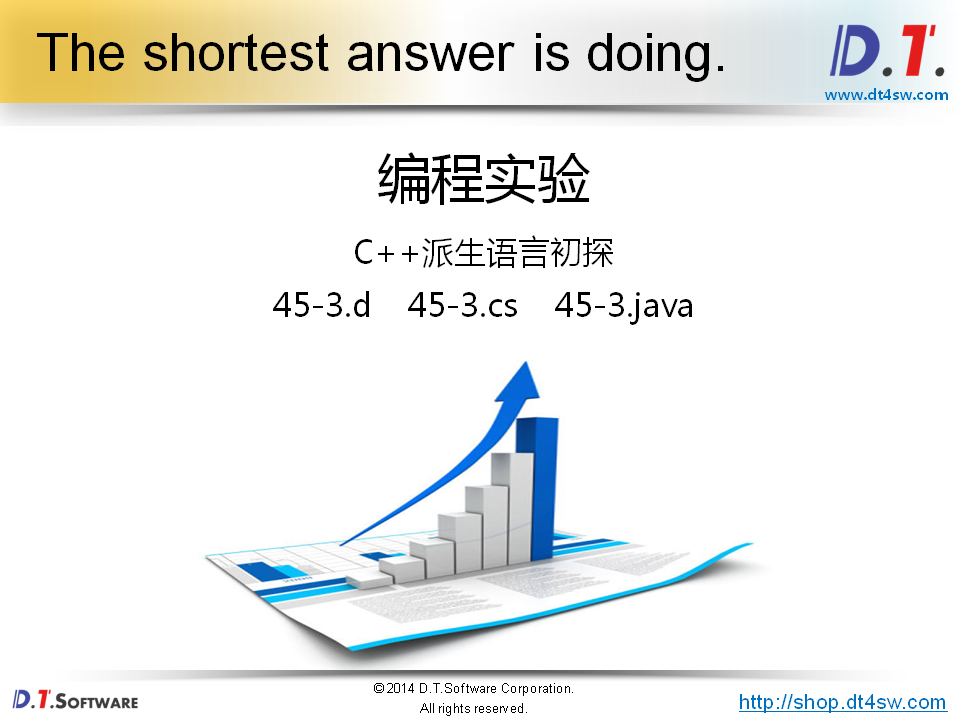 The shortest answer is doing.
D.T.
www.dt4sw.com
编程实验
C++派生语言初探
45-3.d 45-3.cs 45-3.java
2009
©2014 D.T.Software Corporation.
All rights reserved.
D.T.SOFTWARE
http://shop.dt4sw.com